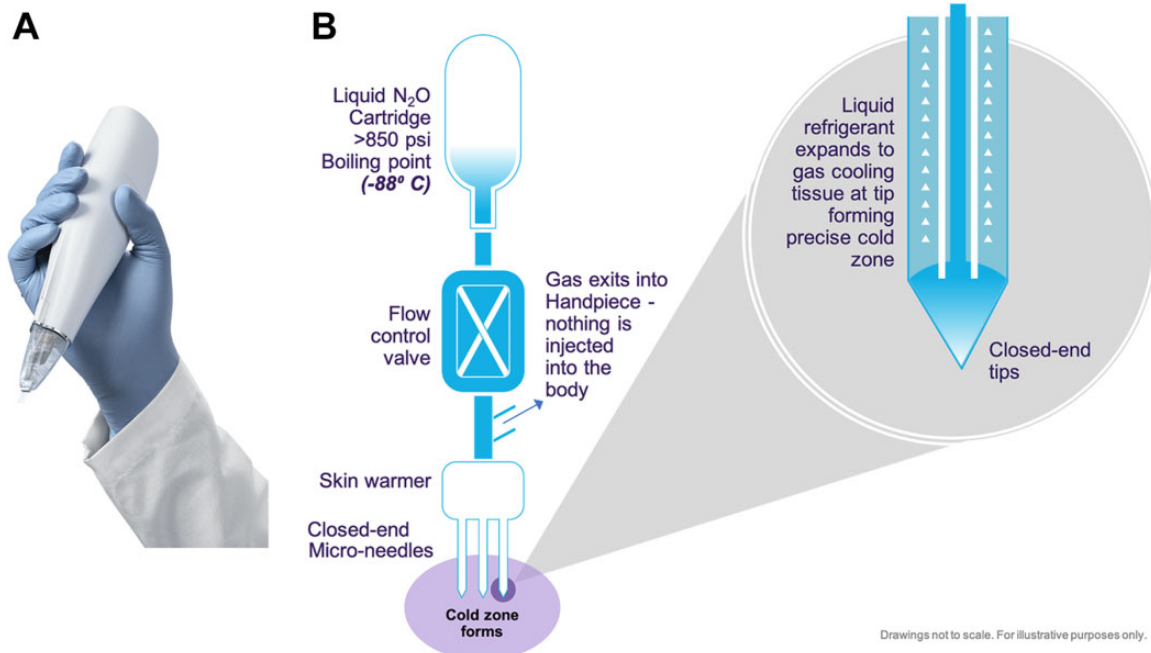 A
B
Liquid N₂O
Cartridge
>850 psi
Boiling point
(-88º C)
Flow
control
valve
Gas exits into
Handpiece -
nothing is
injected
into the
body
Skin warmer
Closed-end
Micro-needles
Cold zone
forms
Liquid
refrigerant
expands to
gas cooling
tissue at tip
forming
precise cold
zone
Closed-end
tips
Drawings not to scale. For illustrative purposes only.